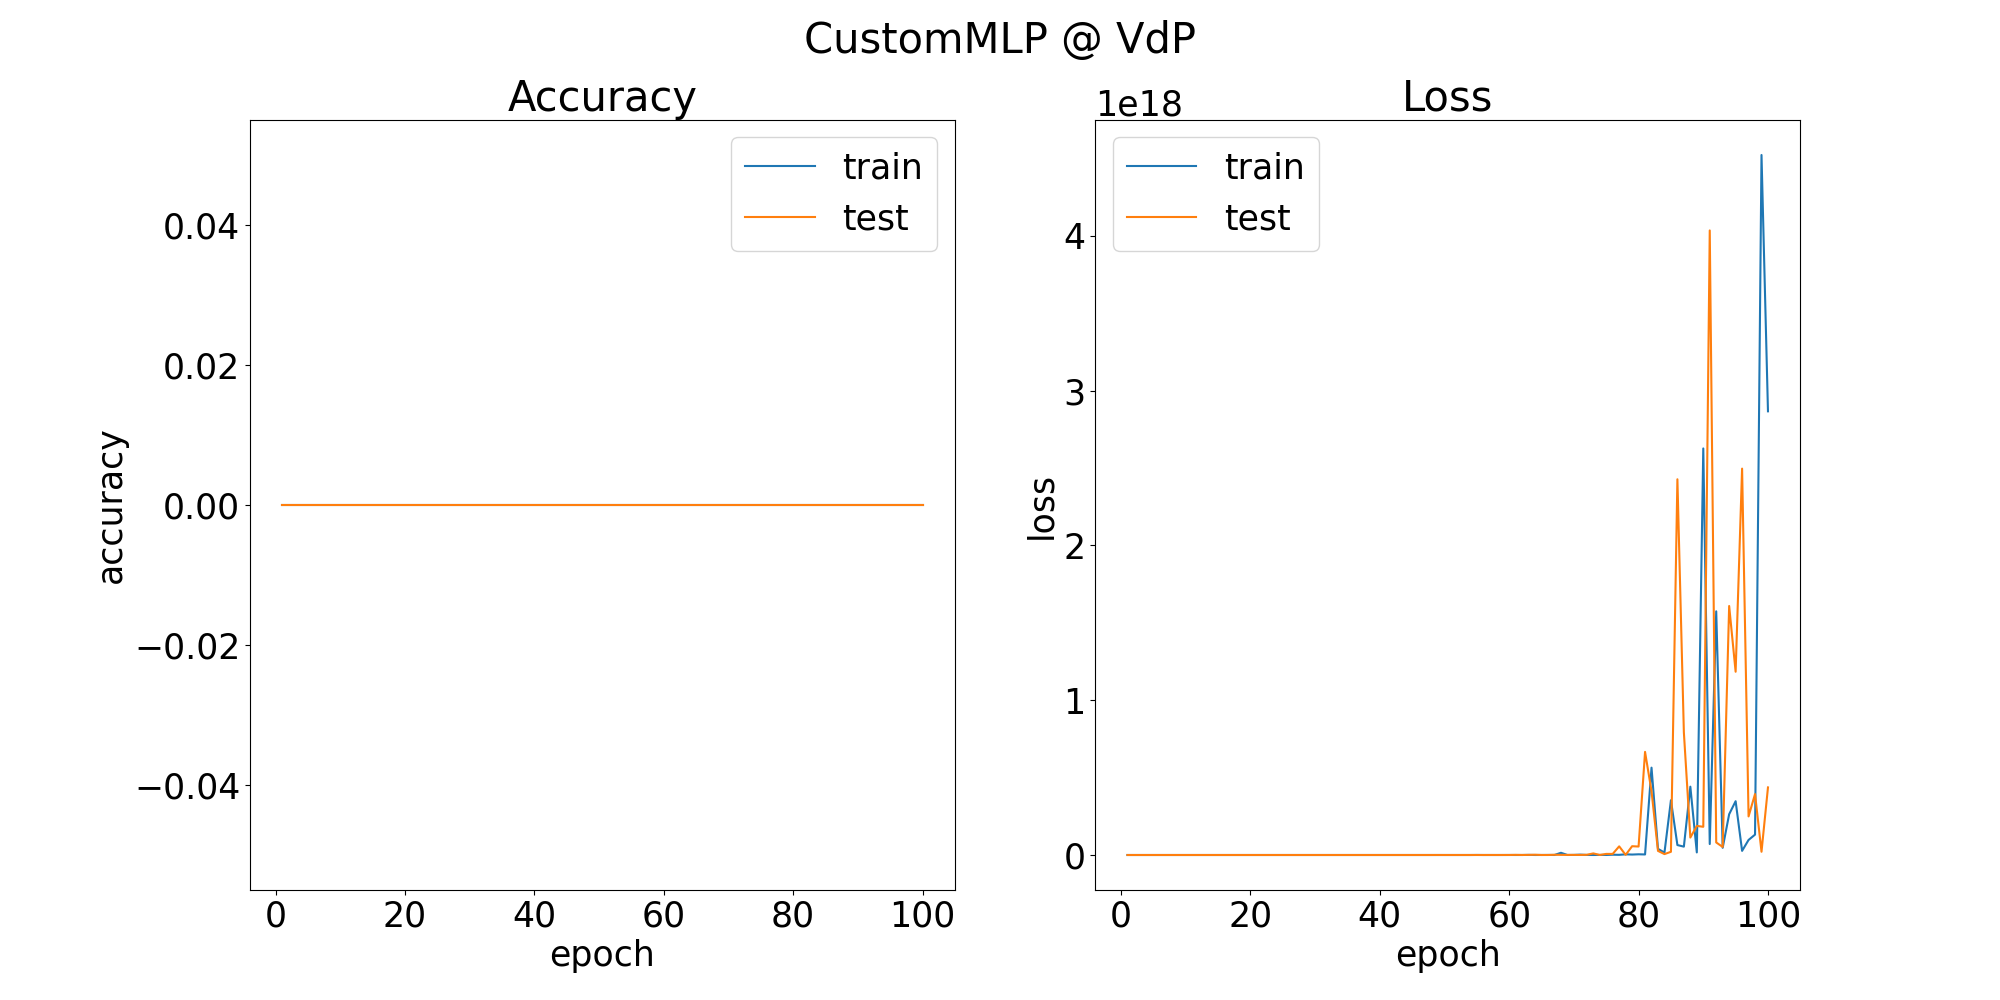 CustomMLP @ VdP
Accuracy
train
test
0.04
0.02
0.00
−0.02
−0.04
accuracy
0 20 40 60 80 100
epoch
Loss
1e18
train
test
4
3
2
1
0
loss
0 20 40 60 80 100
epoch